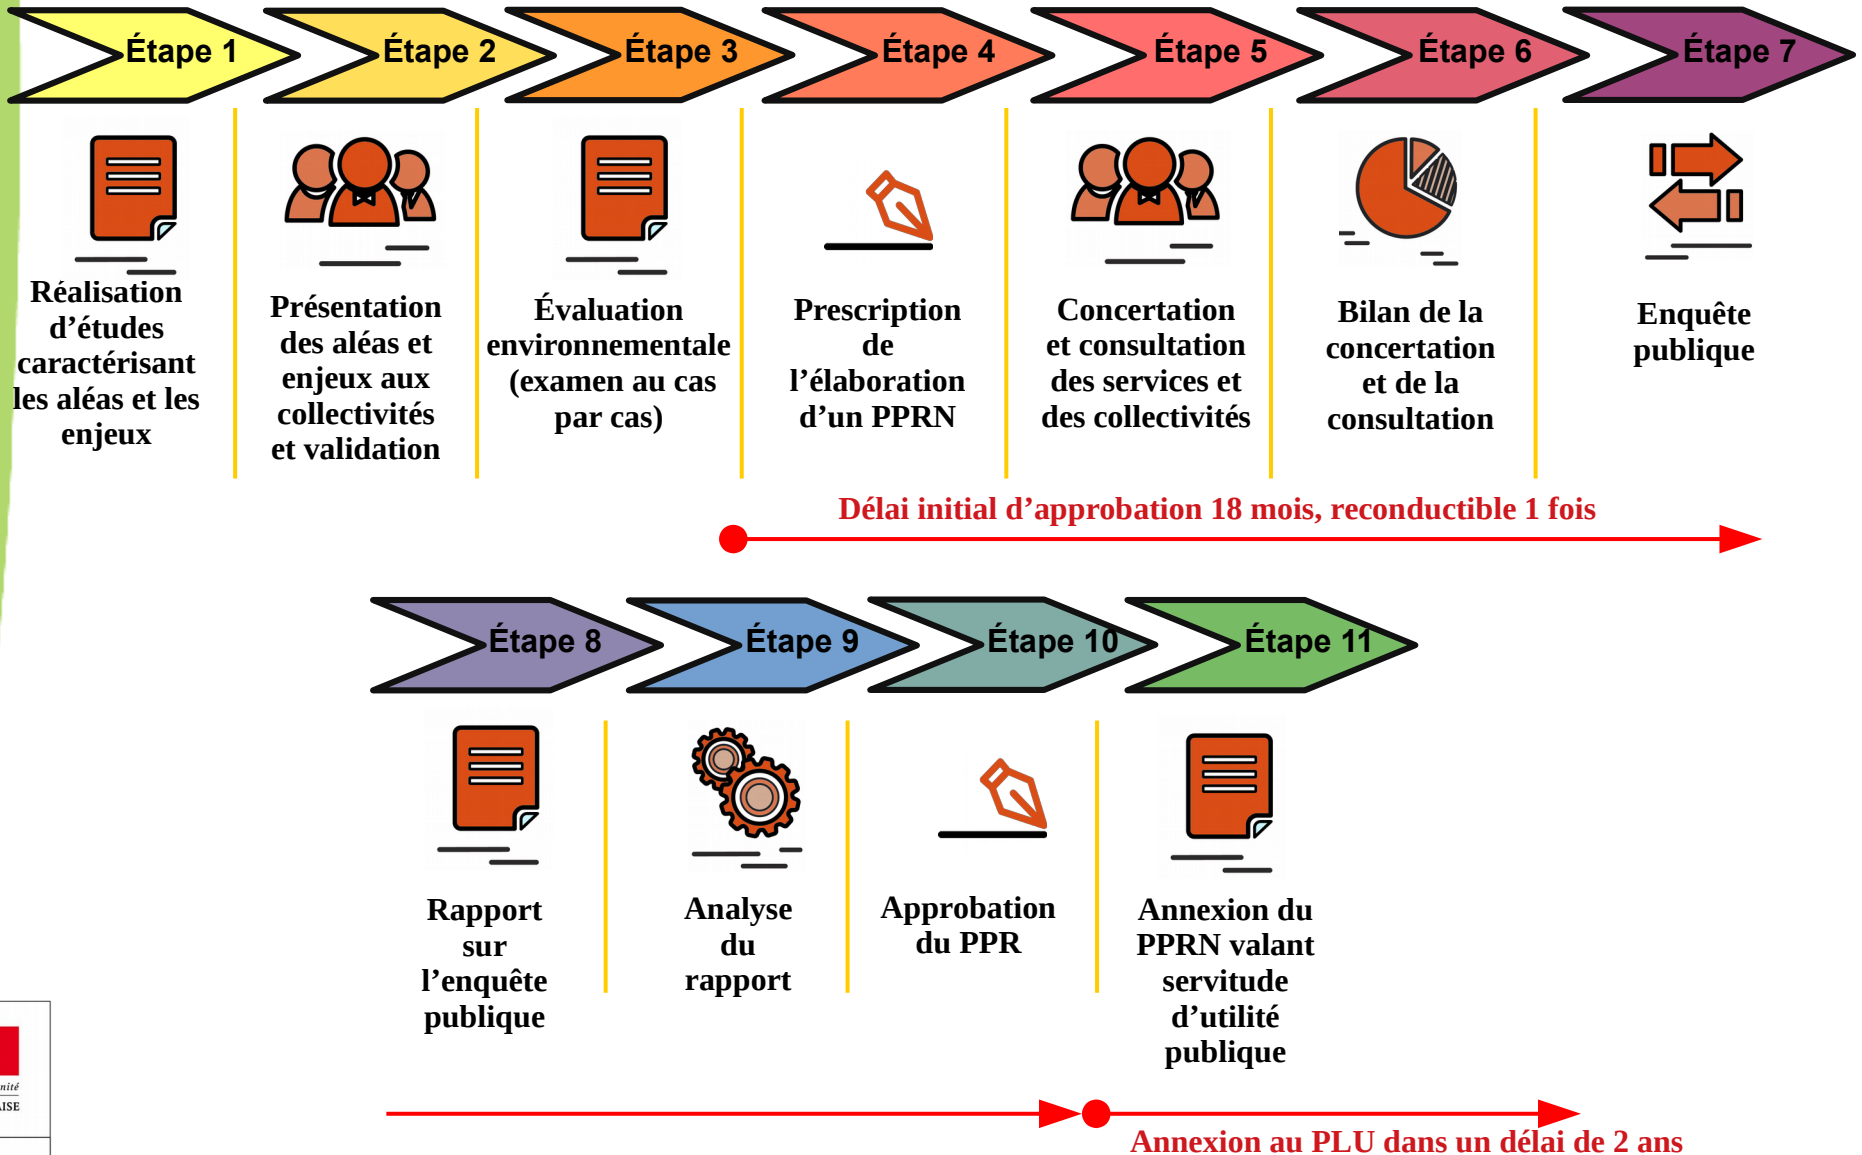 Étape 1
Étape 2
Étape 3
Étape 4
Étape 5
Étape 6
Étape 7
Réalisation
d’études
caractérisant
les aléas et les
enjeux
Présentation
des aléas et
enjeux aux
collectivités
et validation
Évaluation
environnementale
(examen au cas
par cas)
Prescription
de
l’élaboration
d’un PPRN
Concertation
et consultation
des services et
des collectivités
Bilan de la
concertation
et de la
consultation
Enquête
publique
Délai initial d’approbation 18 mois, reconductible 1 fois
Étape 8
Étape 9
Étape 10
Étape 11
Rapport
sur
l’enquête
publique
Analyse
du
rapport
Approbation
du PPR
Annexion du
PPRN valant
servitude
d’utilité
publique
Annexion au PLU dans un délai de 2 ans